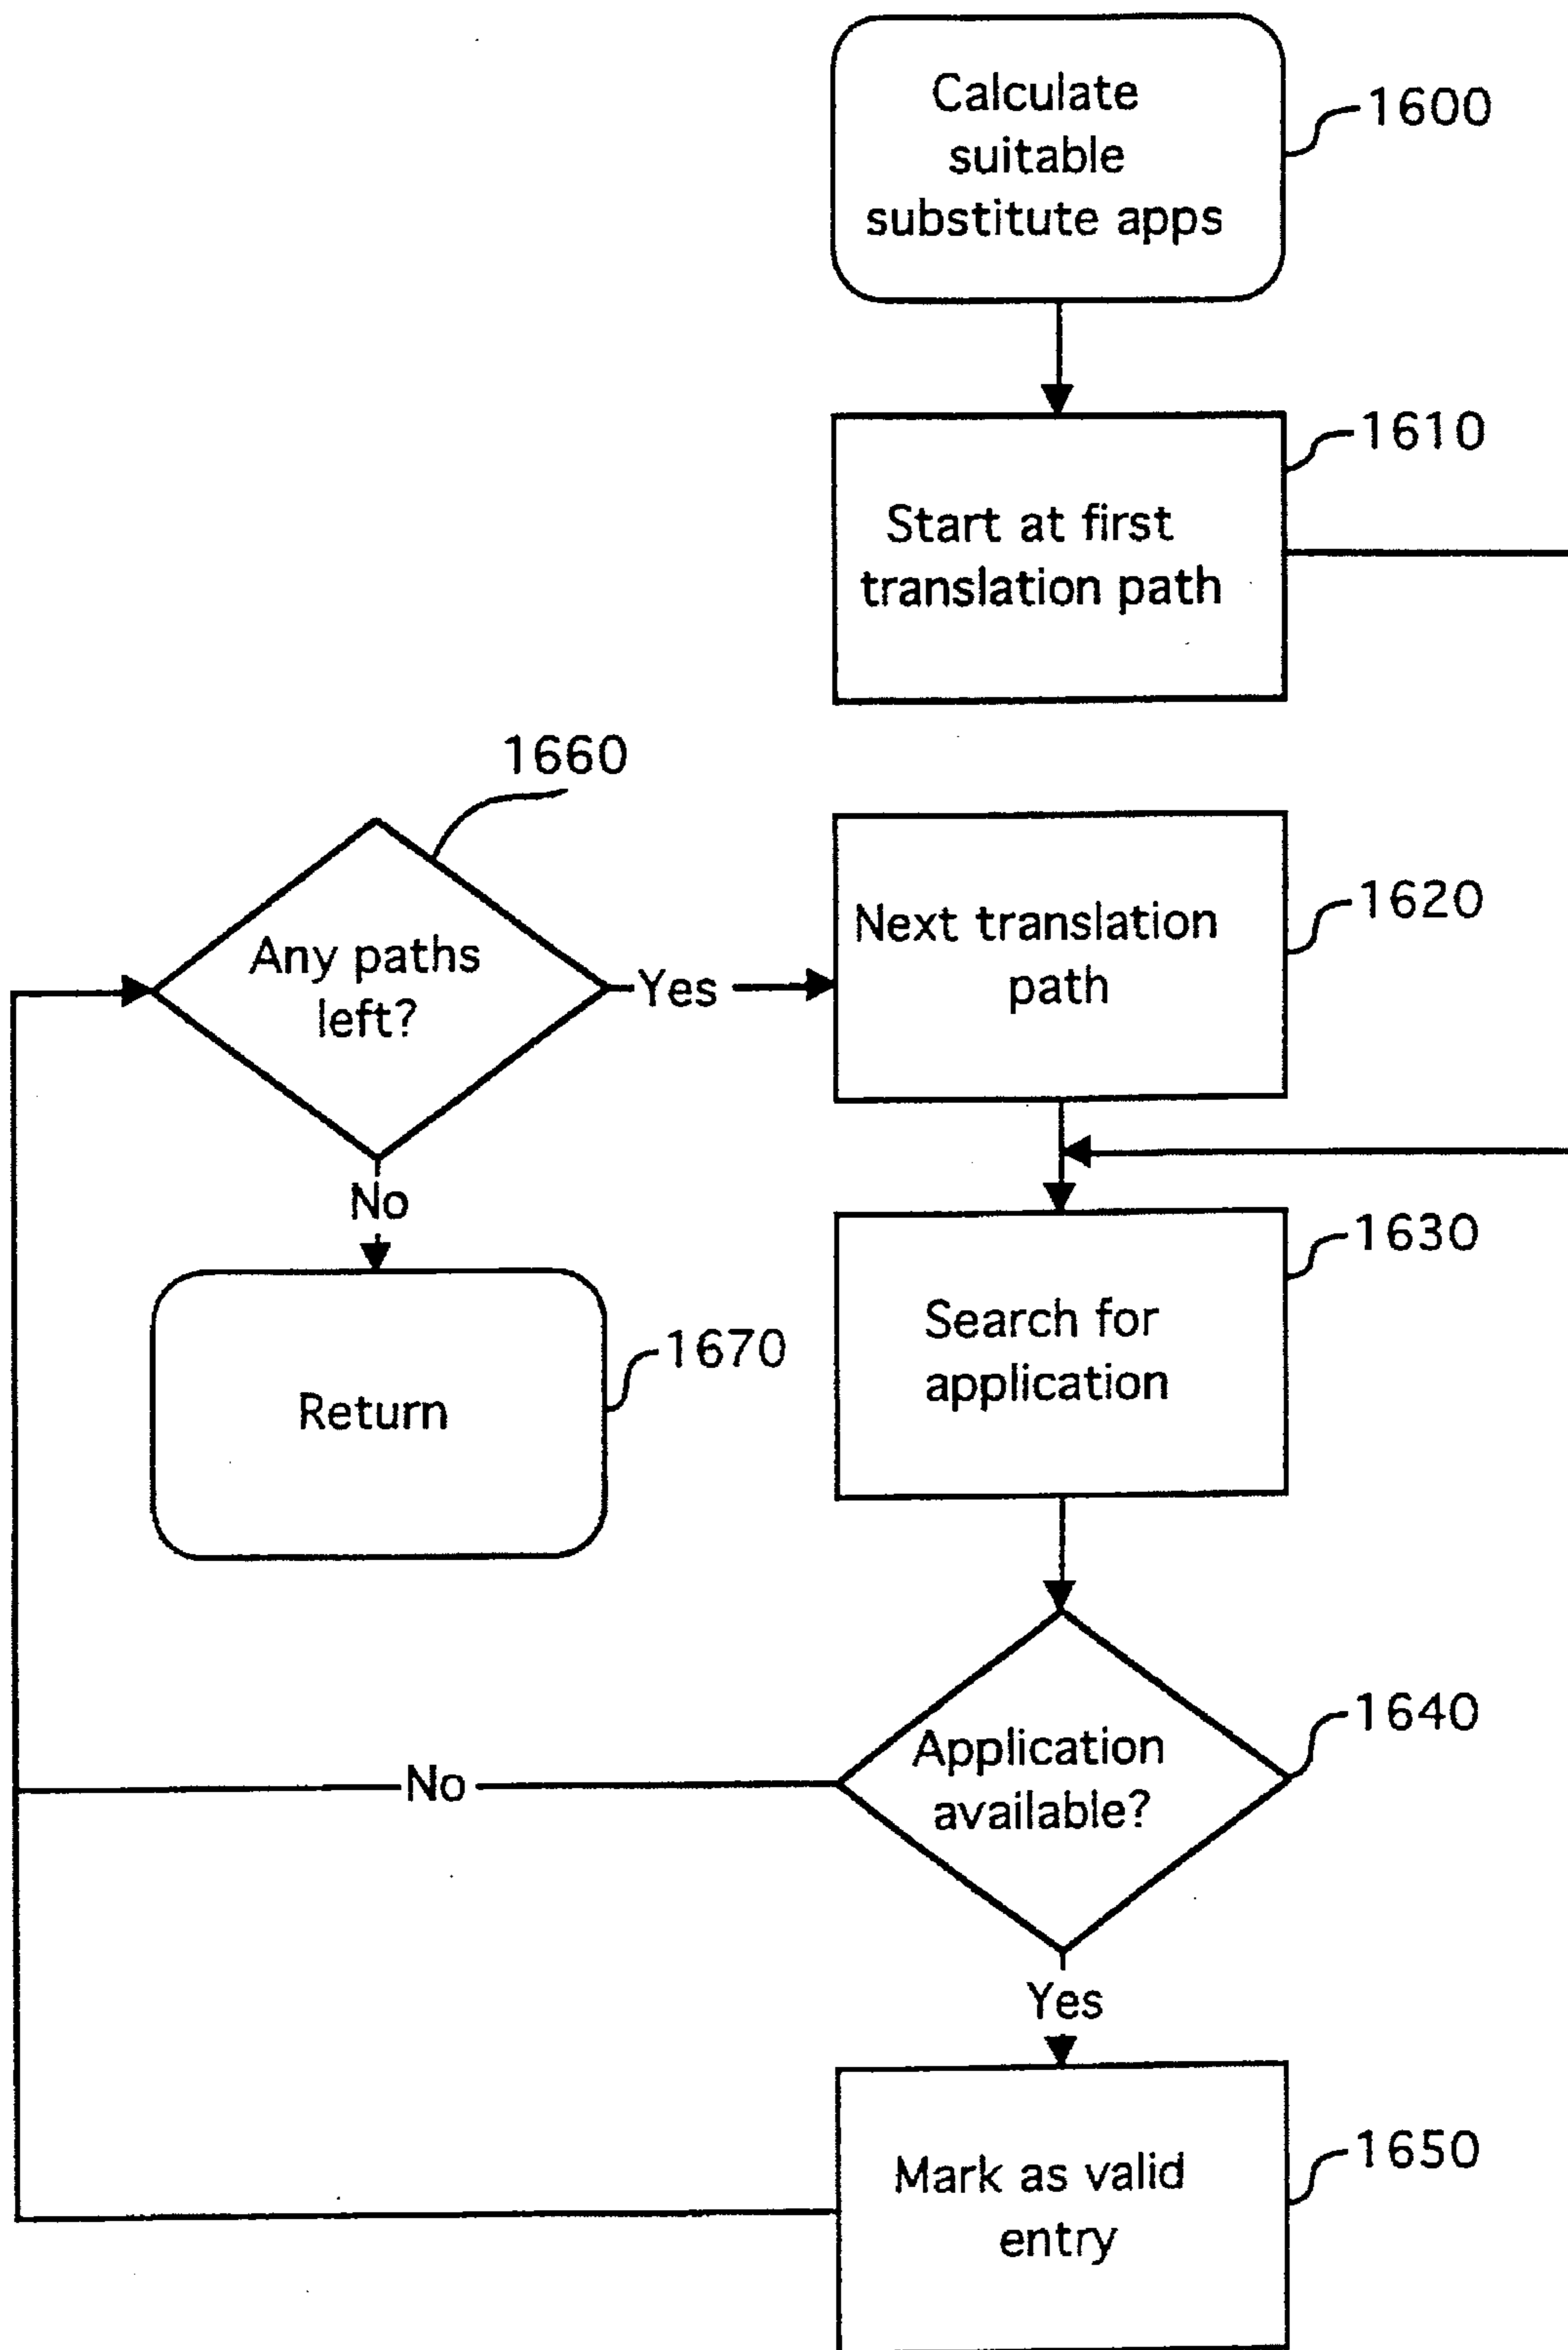 Calculate
suitable
substitute apps
1600
1610
Start at first
translation path
1660
Any paths
left?
Yes
Next translation
path
1620
No
Return
1670
1630
Search for
application
1640
Application
available?
No
Yes
1650
Mark as valid
entry